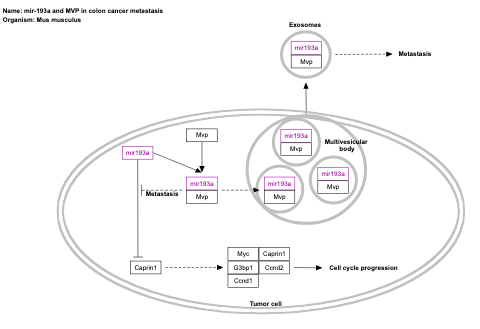 Name: mir-193a and MVP in colon cancer metastasis
Organism: Mus musculus
Exosomes
mir193a
Mvp
Metastasis
Multivesicular
body
mir193a
Mvp
mir193a
Mvp
mir193a
Mvp
Mvp
mir193a
mir193a
Mvp
Metastasis
Caprin1
Myc
Caprin1
G3bp1
Ccnd2
Ccnd1
Cell cycle progression
Tumor cell